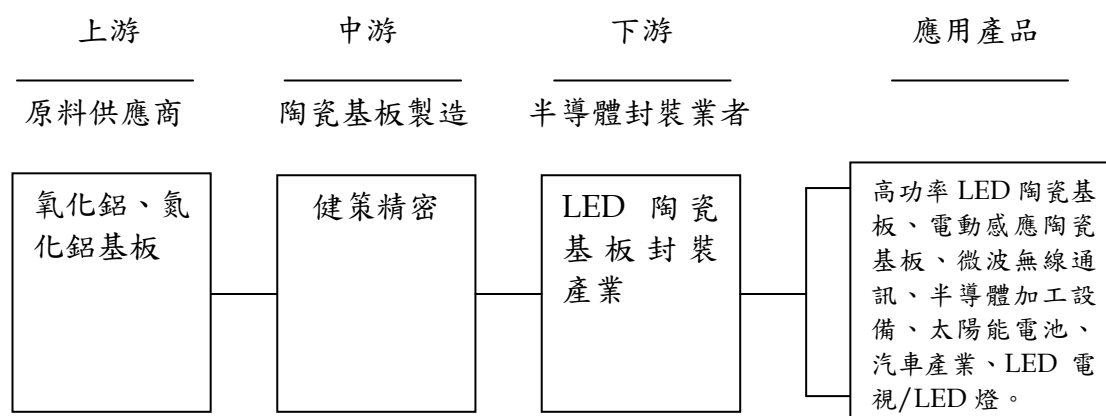 上游 中游 下游 應用產品
原料供應商 陶瓷基板製造 半導體封裝業者
氧化鋁、氮
化鋁基板
健策精密
LED 陶瓷
基板封裝
產業
高功率 LED 陶瓷基
板、電動感應陶瓷
基板、微波無線通
訊、半導體加工設
備、太陽能電池、
汽車產業、LED 電
視/LED 燈。